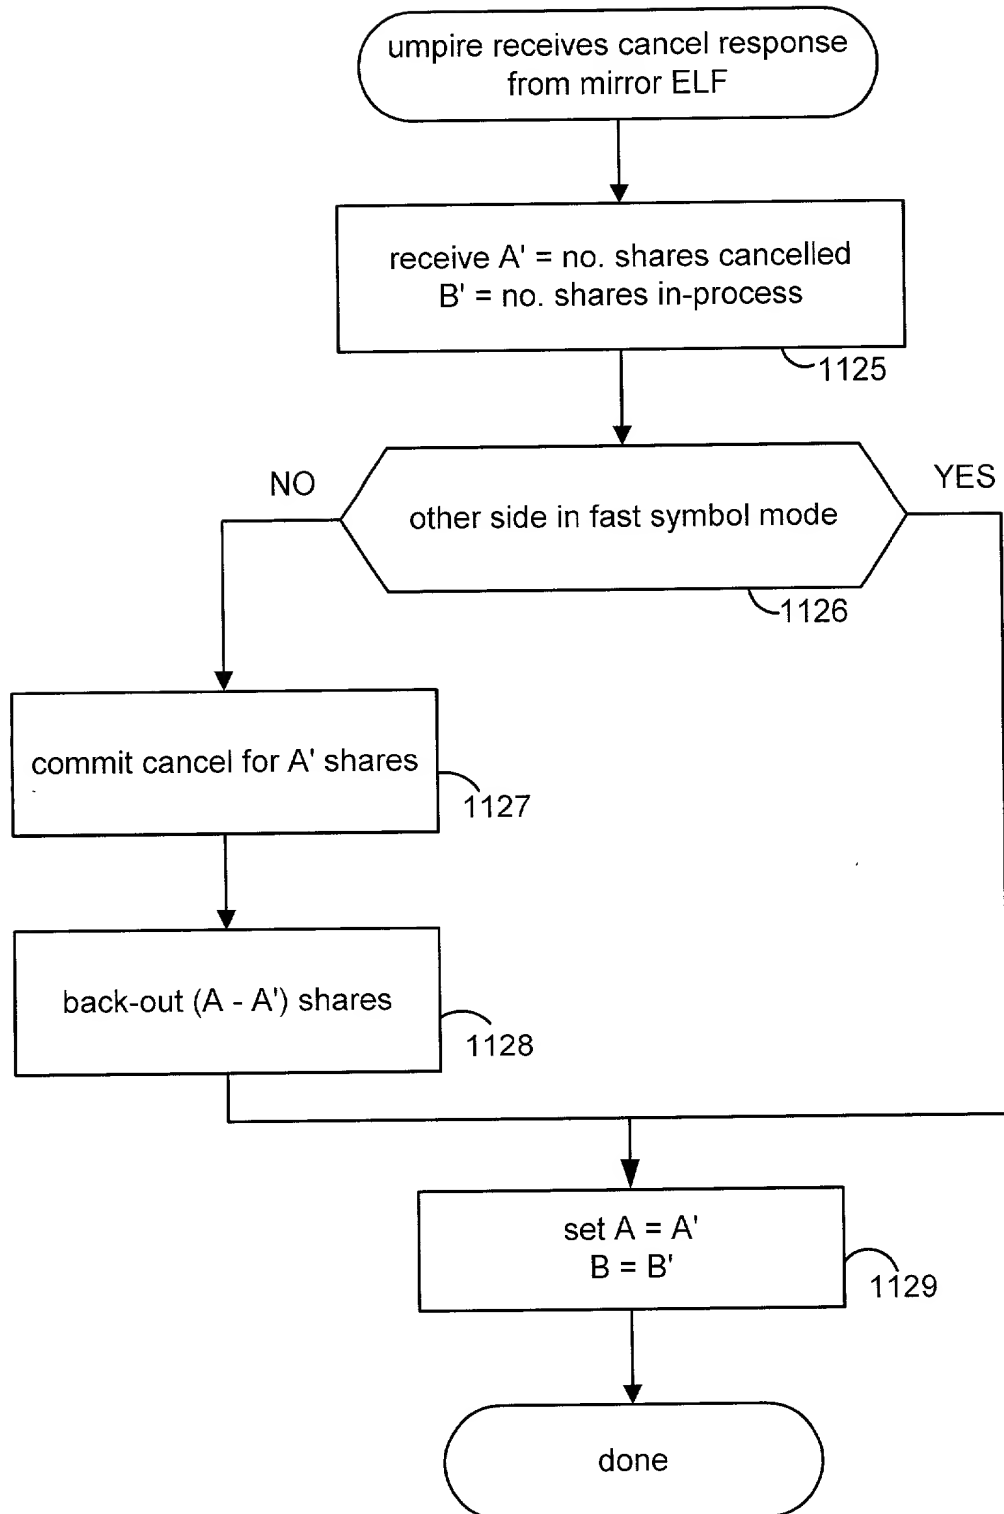 umpire receives cancel response
from mirror ELF
receive A' = no. shares cancelled
B' = no. shares in-process
1125
NO
YES
other side in fast symbol mode
1126
commit cancel for A' shares
1127
back-out (A - A') shares
1128
set A = A'
B = B'
1129
done